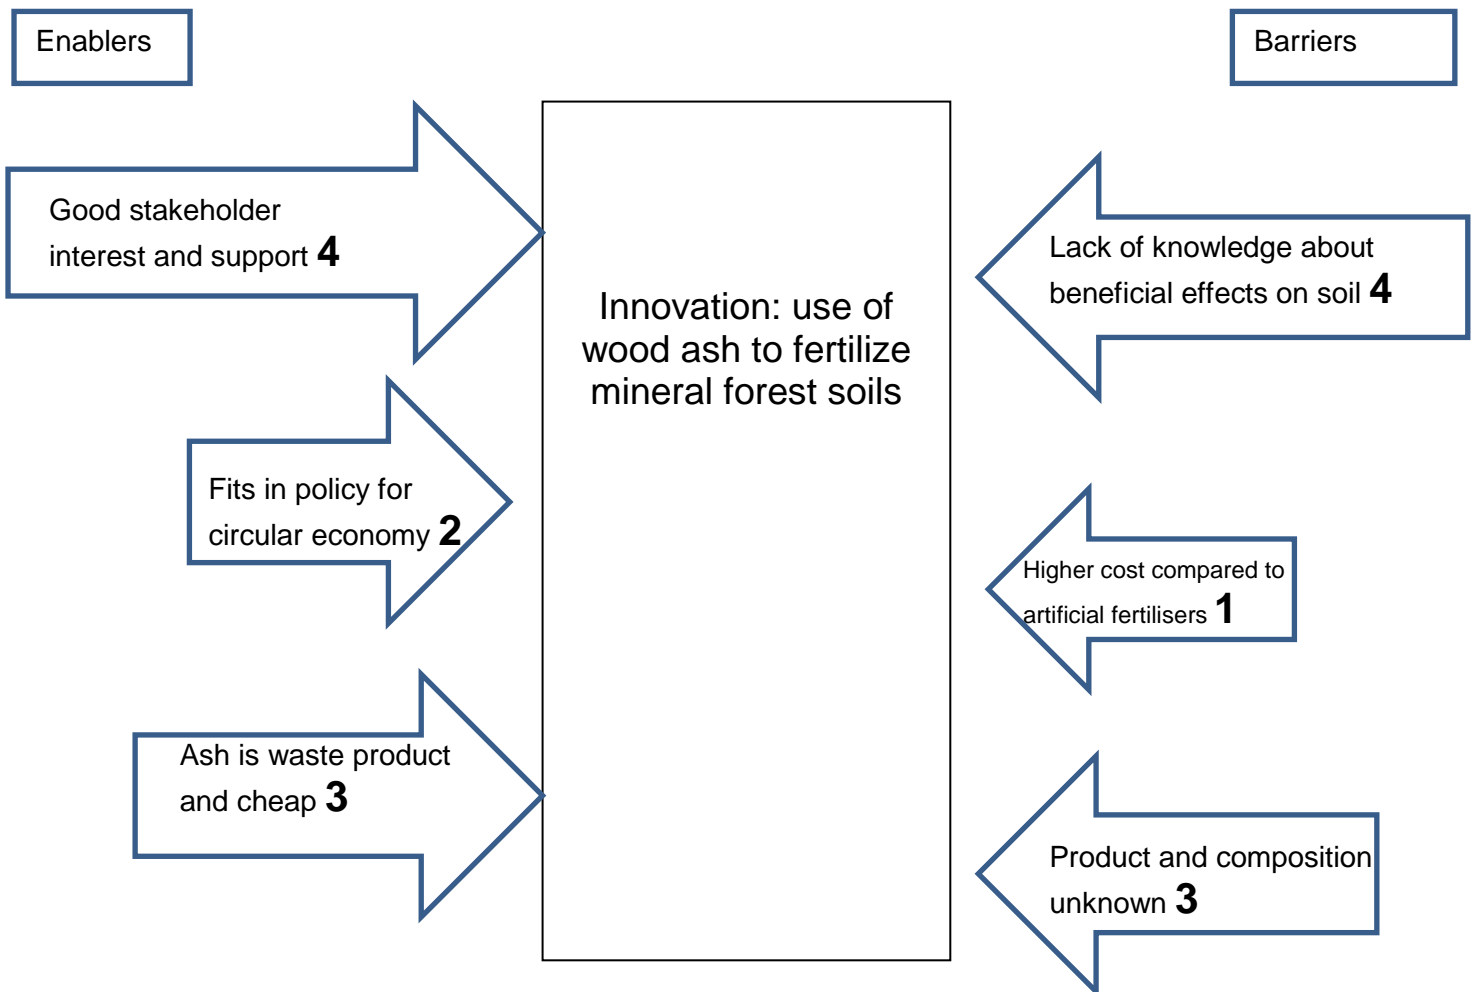 Enablers
Barriers
Good stakeholder
interest and support 4
Fits in policy for
circular economy 2
Ash is waste product
and cheap 3
Innovation: use of
wood ash to fertilize
mineral forest soils
Lack of knowledge about
beneficial effects on soil 4
Higher cost compared to
artificial fertilisers 1
Product and composition
unknown 3